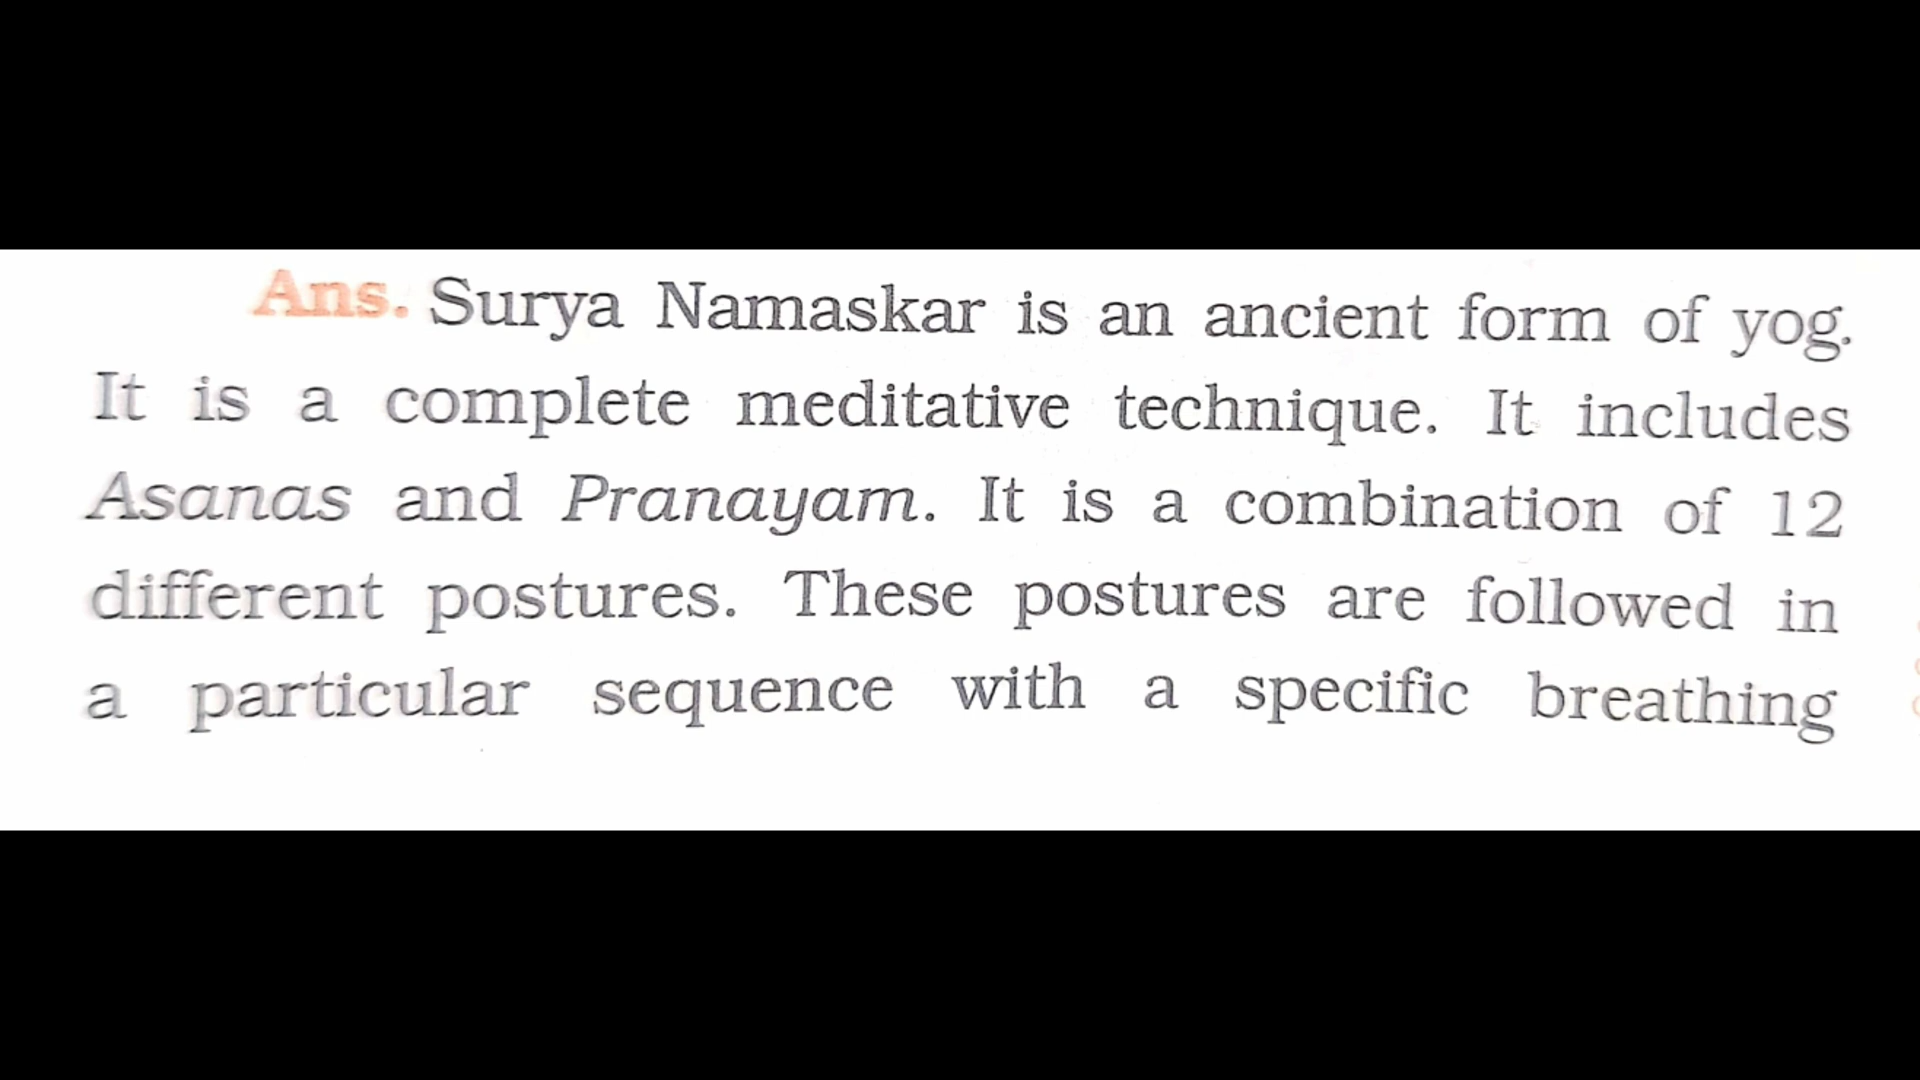 Ans. Surya Namaskar is an ancient form of yog.
It is a complete meditative technique. It includes
Asanas and Pranayam. It is a combination of 12
different postures. These postures are followed in
a particular sequence with a specific breathing